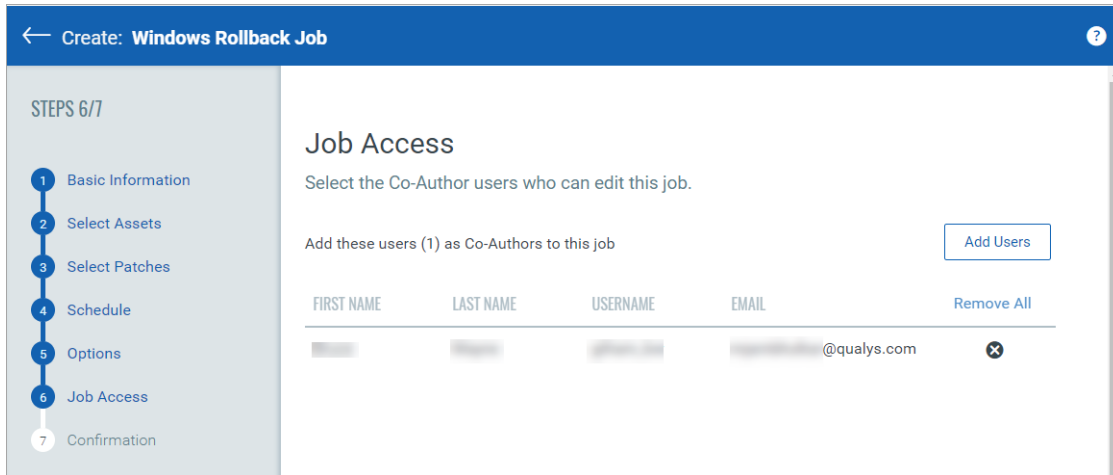 Create: Windows Rollback Job
?
STEPS 6/7
1 Basic Information
2 Select Assets
3 Select Patches
4 Schedule
5 Options
6 Job Access
7 Confirmation
Job Access
Select the Co-Author users who can edit this job.
Add these users (1) as Co-Authors to this job
Add Users
FIRST NAME LAST NAME USERNAME EMAIL Remove All
@qualys.com